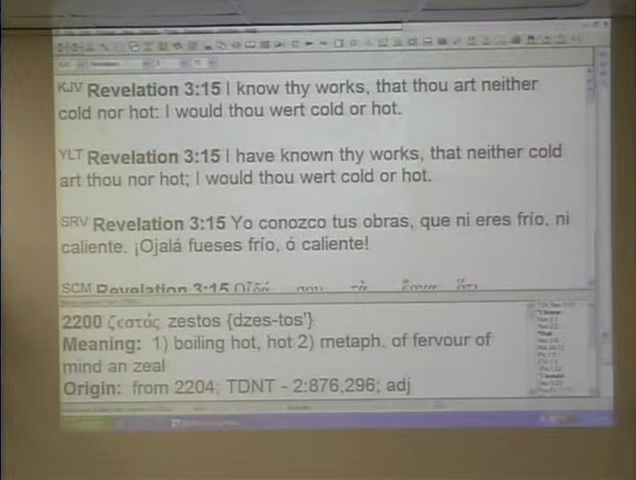 KJV Revelation 3:15 I know thy works, that thou art neither
cold nor hot: I would thou wert cold or hot.
YLT Revelation 3:15 I have known thy works, that neither cold
art thou nor hot; I would thou wert cold or hot.
SRV Revelation 3:15 Yo conozco tus obras, que ni eres frío, ni
caliente. ¡Ojalá fueses frío, ó caliente!
SCM Revelation 3:15
2200 ζεστός zestos {dzes-tos'}
Meaning: 1) boiling hot, hot 2) metaph. of fervour of
mind an zeal
Origin: from 2204; TDNT - 2:876,296; adj